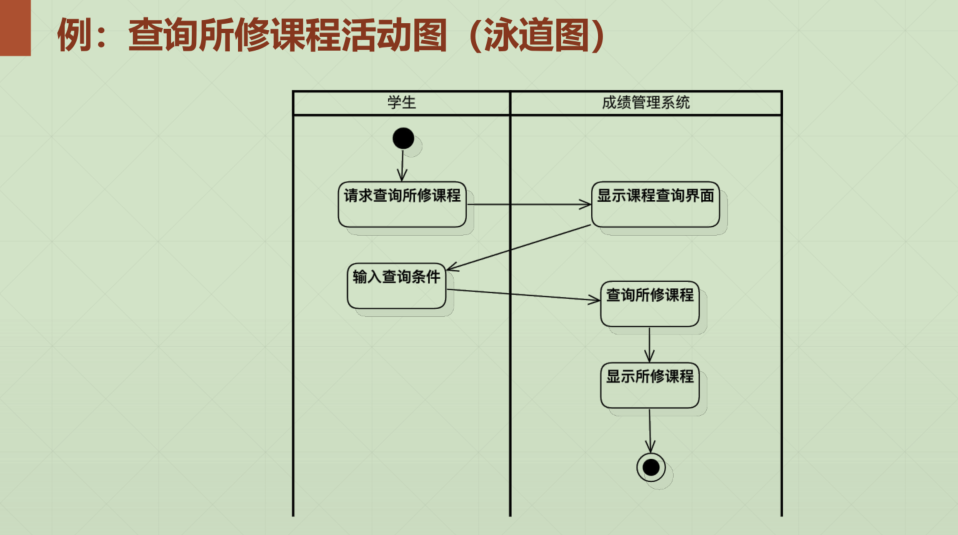 例：查询所修课程活动图（泳道图）
学生
成绩管理系统
请求查询所修课程
显示课程查询界面
输入查询条件
查询所修课程
显示所修课程